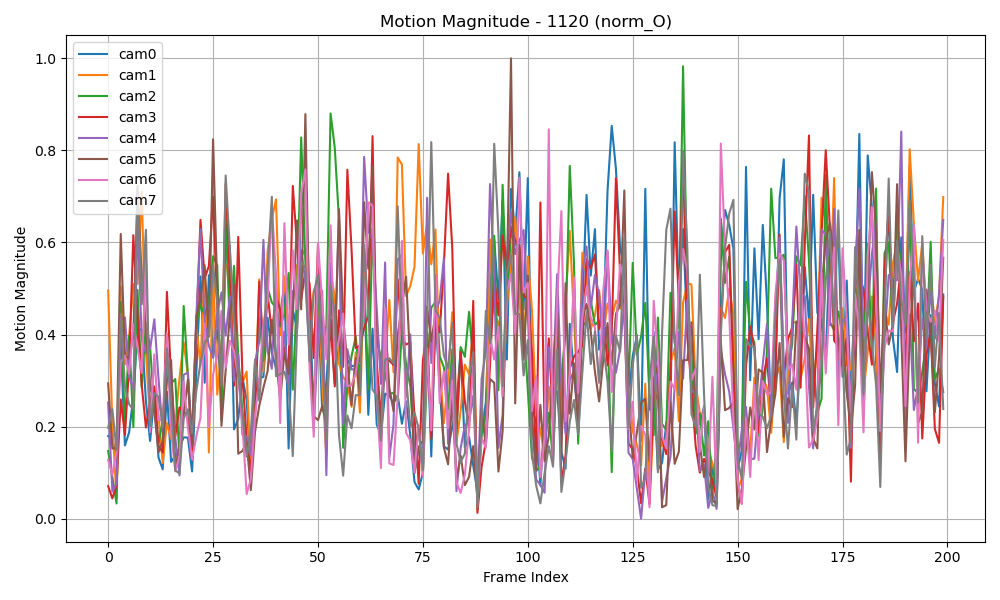 Motion Magnitude - 1120 (norm_O)
cam0
cam1
cam2
cam3
cam4
cam5
cam6
cam7
1.0
0.8
0.6
0.4
0.2
0.0
Motion Magnitude
0 25 50 75 100 125 150 175 200
Frame Index